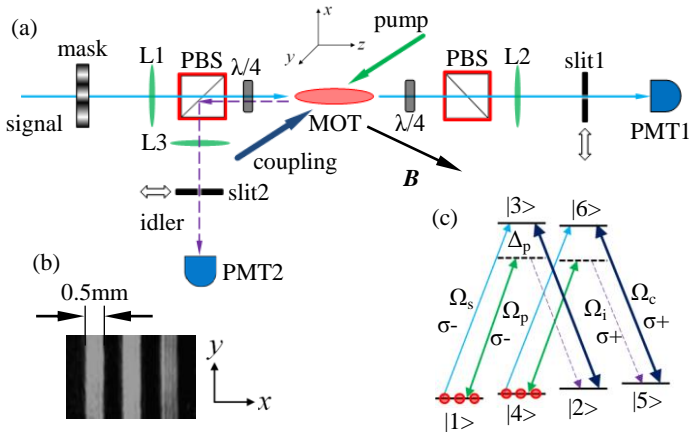 (a)
mask
signal
L1
PBS
λ/4
x
y
z
pump
MOT
λ/4
PBS
L2
slit1
PMT1
L3
coupling
B
slit2
idler
PMT2
(b)
0.5mm
y
x
(c)
|3>
|6>
Δp
Ωs
σ-
Ωp
σ-
Ωi
σ+
Ωc
σ+
|1>
|4>
|2>
|5>